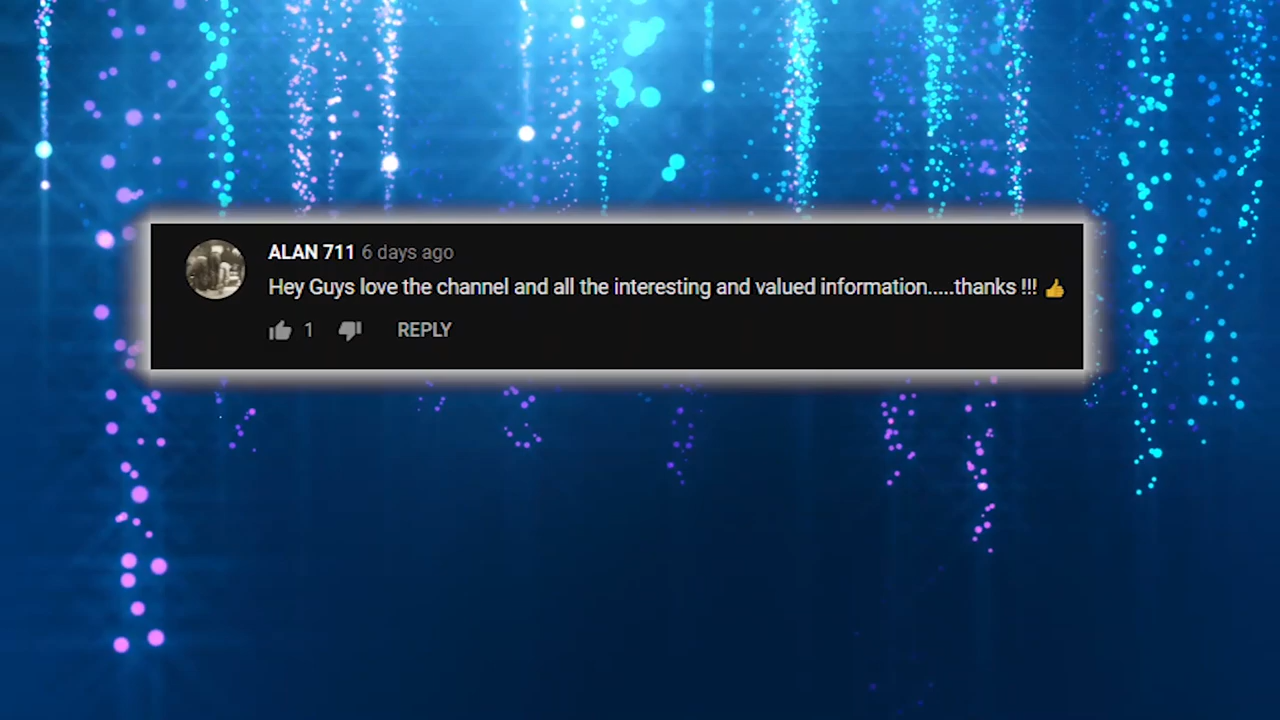 ALAN 711 6 days ago
Hey Guys love the channel and all the interesting and valued information.....thanks !!! 👍
1 REPLY